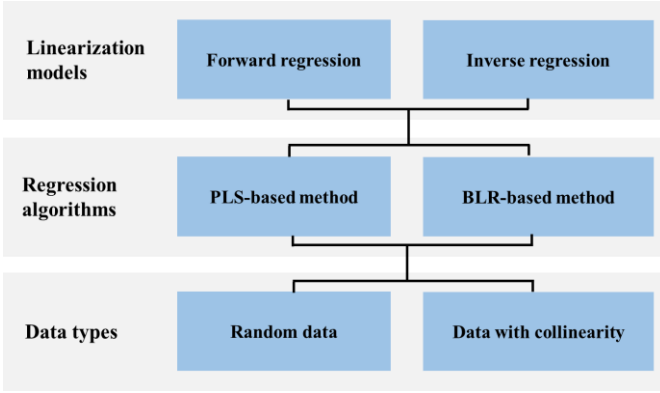 Linearization
models
Forward regression
Inverse regression
Regression
algorithms
PLS-based method
BLR-based method
Data types
Random data
Data with collinearity